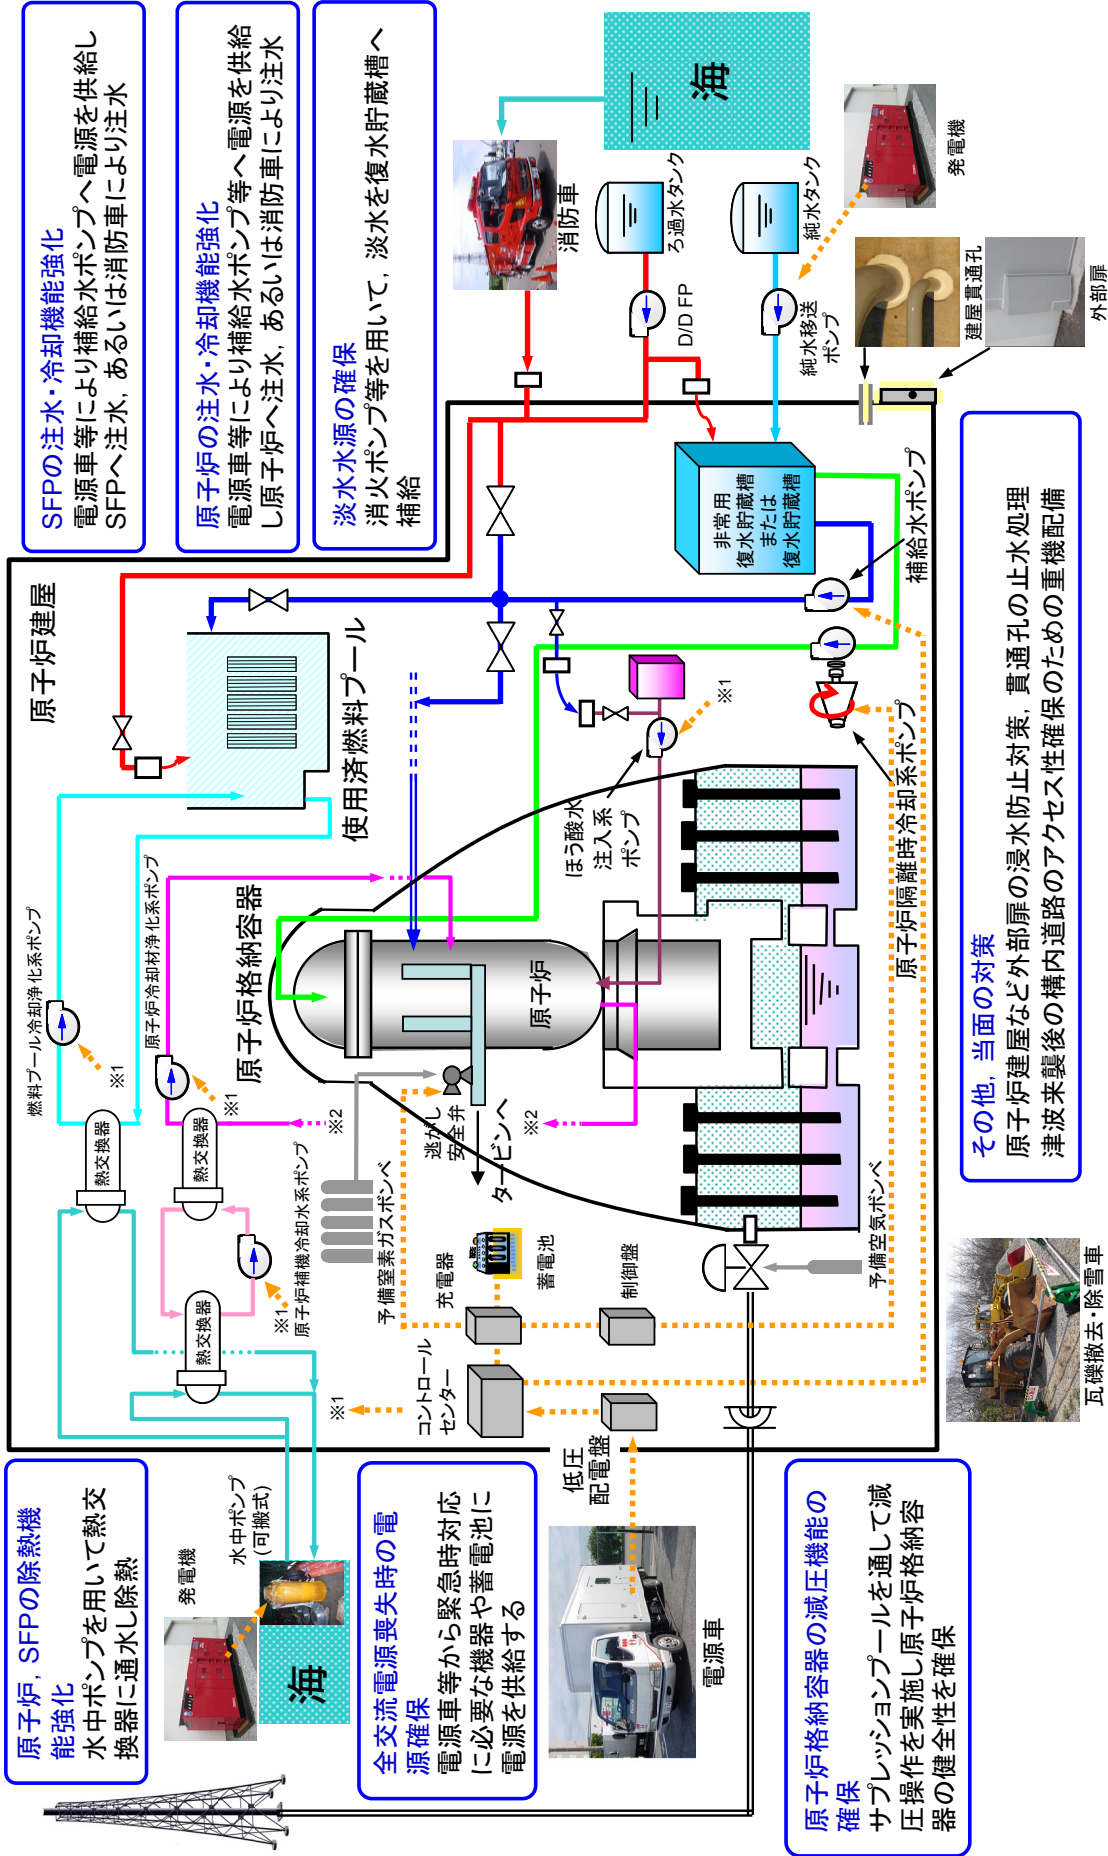 原子炉，SFPの除熱機
能強化
水中ポンプを用いて熱交
換器に通水し除熱
全交流電源喪失時の電
源確保
電源車等から緊急時対応
に必要な機器や蓄電池に
電源を供給する
原子炉格納容器の減圧機能の
確保
サプレッションプールを通して減
圧操作を実施し原子炉格納容
器の健全性を確保
SFPの注水・冷却機能強化
電源車等により補給水ポンプへ電源を供給し
SFPへ注水，あるいは消防車により注水
原子炉の注水・冷却機能強化
電源車等により補給水ポンプ等へ電源を供給
し原子炉へ注水，あるいは消防車により注水
淡水水源の確保
消火ポンプ等を用いて，淡水を復水貯蔵槽へ
補給
その他，当面の対策
原子炉建屋など外部扉の浸水防止対策，貫通孔の止水処理
津波来襲後の構内道路のアクセス性確保のための重機配備
原子炉建屋
使用済燃料プール
原子炉格納容器
原子炉
燃料プール冷却浄化系ポンプ
※1
原子炉冷却材浄化系ポンプ
※1
熱交換器
熱交換器
熱交換器
※1
原子炉補機冷却水系ポンプ
※2
※2
予備窒素ガスボンベ
逃がし
安全弁
タービンへ
充電器
蓄電池
制御盤
コントロール
センター
※1
低圧
配電盤
電源車
予備空気ボンベ
発電機
水中ポンプ
(可搬式)
海
ほう酸水
注入系
ポンプ
※1
原子炉隔離時冷却系ポンプ
補給水ポンプ
非常用
復水貯蔵槽
または
復水貯蔵槽
消防車
海
ろ過水タンク
D/D FP
純水タンク
純水移送
ポンプ
発電機
建屋貫通孔
外部扉
瓦礫撤去・除雪車